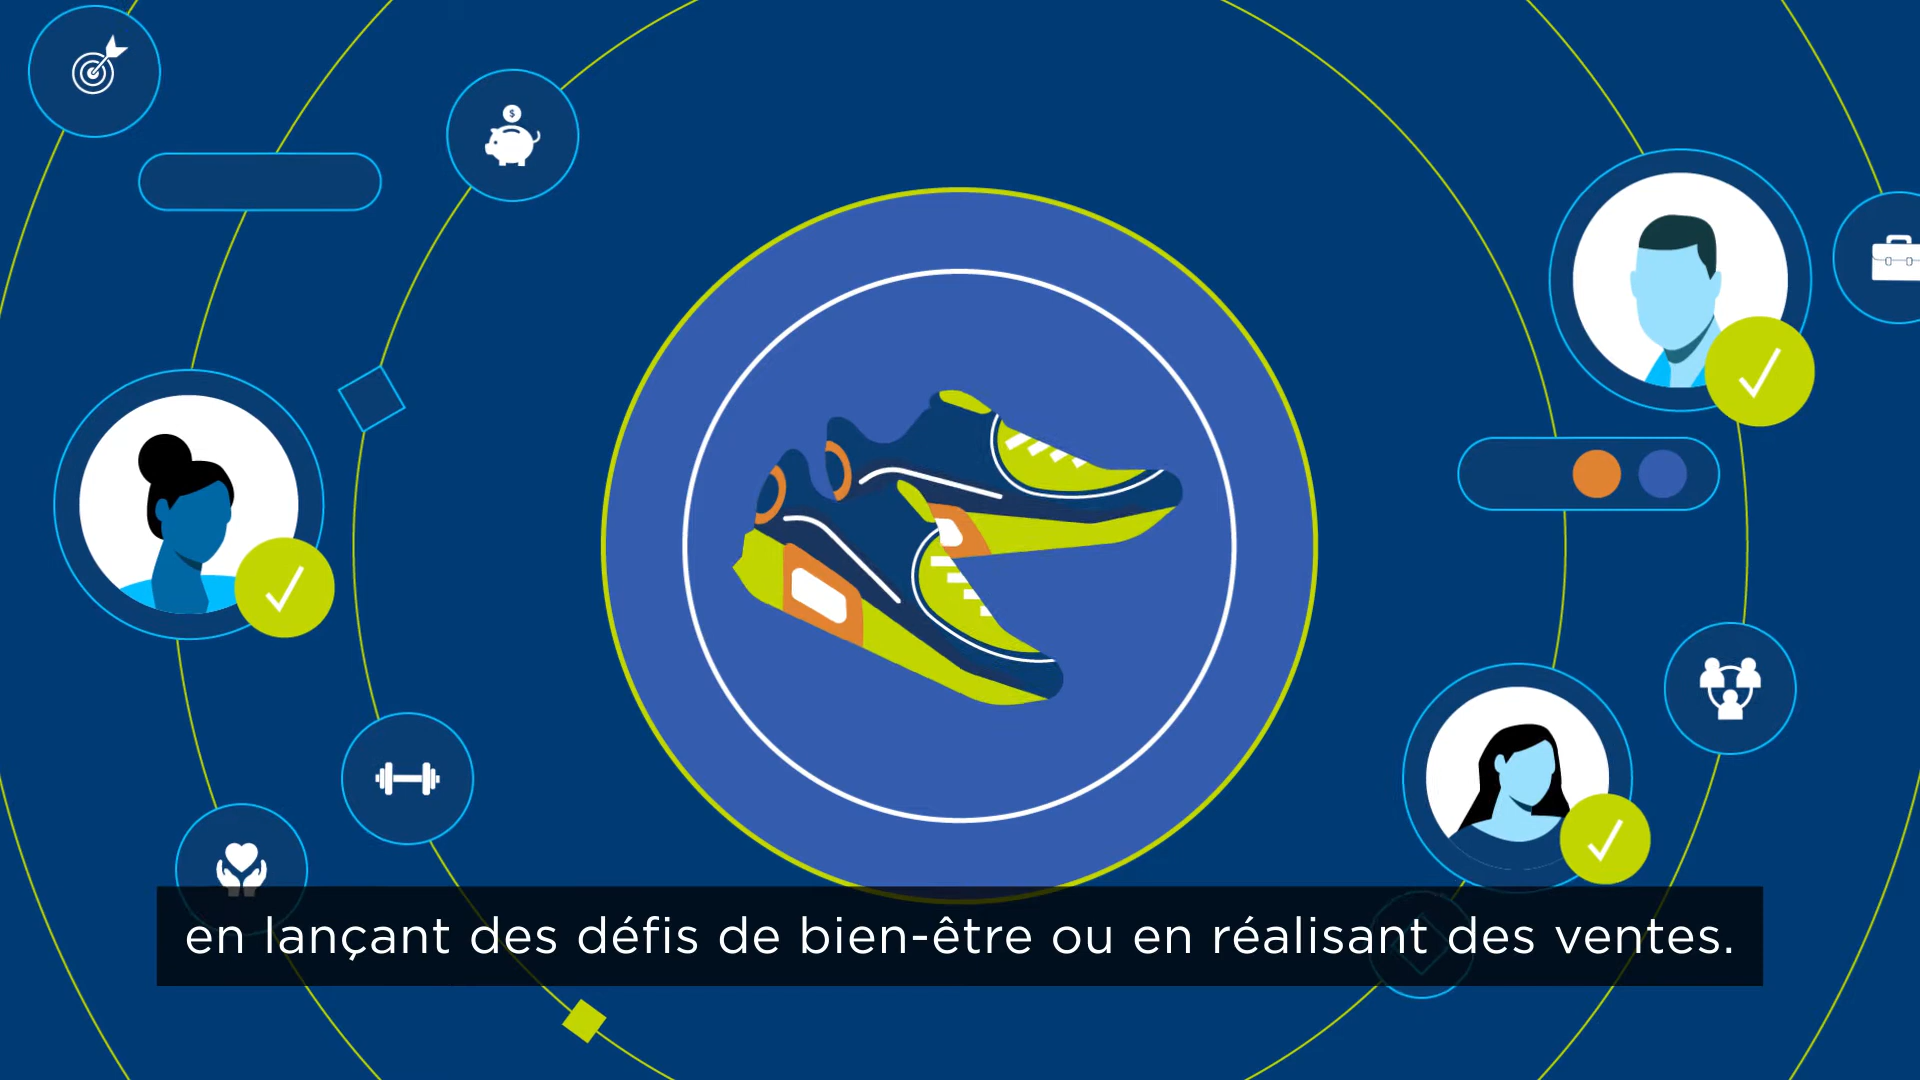 $
en lançant des défis de bien-être ou en réalisant des ventes.